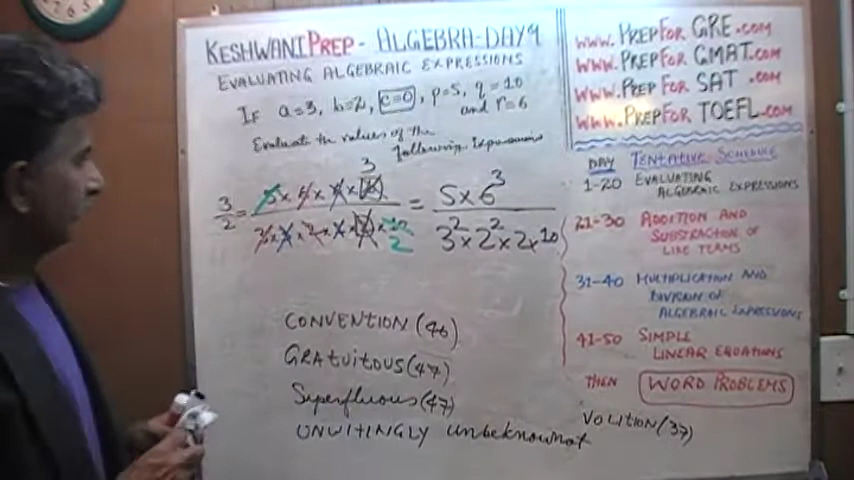 KESHWANIPREP - ALGEBRA-DAY 9
EVALUATING ALGEBRAIC EXPRESSIONS
IF a=3, b=2, c=0, p=5, q=10
and r=6
Evaluate the values of the
following Expressions
3/2 =
= 5×6³
3²×2²×2×10
CONVENTION (46)
GRATUITOUS (47)
Superfluous (47)
UNWITINGLY unbeknownst
VOLITION (37)
WWW.PREPFOR GRE.COM
WWW.PREPFOR GMAT.COM
WWW.PREPFOR SAT.COM
WWW.PREPFOR TOEFL.COM
DAY TENTATIVE SCHEDULE
1-20 EVALUATING
ALGEBRAIC EXPRESSIONS
21-30 ADDITION AND
SUBTRACTION OF
LIKE TERMS
31-40 MULTIPLICATION AND
DIVISION OF
ALGEBRAIC EXPRESSIONS
41-50 SIMPLE
LINEAR EQUATIONS
THEN WORD PROBLEMS